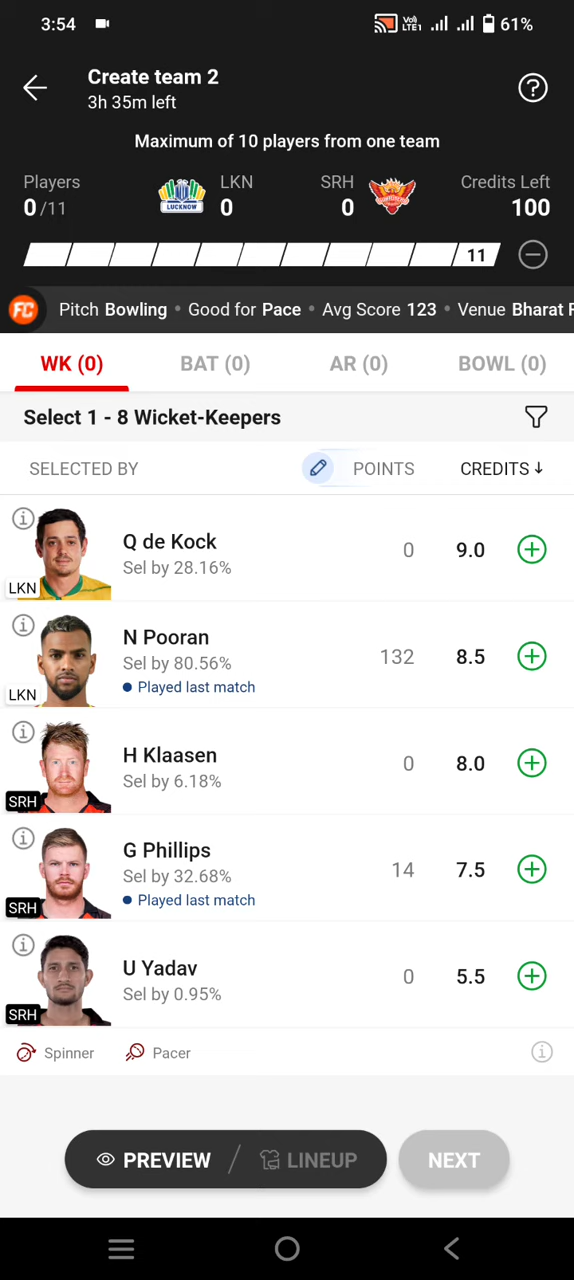 3:54 Vo) LTE1 61%
Create team 2
3h 35m left
Maximum of 10 players from one team
Players LKN SRH Credits Left
0 /11 LUCKNOW 0 0 100
11
FC Pitch Bowling • Good for Pace • Avg Score 123 • Venue Bharat
WK (0) BAT (0) AR (0) BOWL (0)
Select 1 - 8 Wicket-Keepers
SELECTED BY POINTS CREDITS ↓
Q de Kock 0 9.0
Sel by 28.16%
LKN
N Pooran 132 8.5
Sel by 80.56%
Played last match
LKN
H Klaasen 0 8.0
Sel by 6.18%
SRH
G Phillips 14 7.5
Sel by 32.68%
Played last match
SRH
U Yadav 0 5.5
Sel by 0.95%
SRH
Spinner Pacer
PREVIEW / LINEUP NEXT